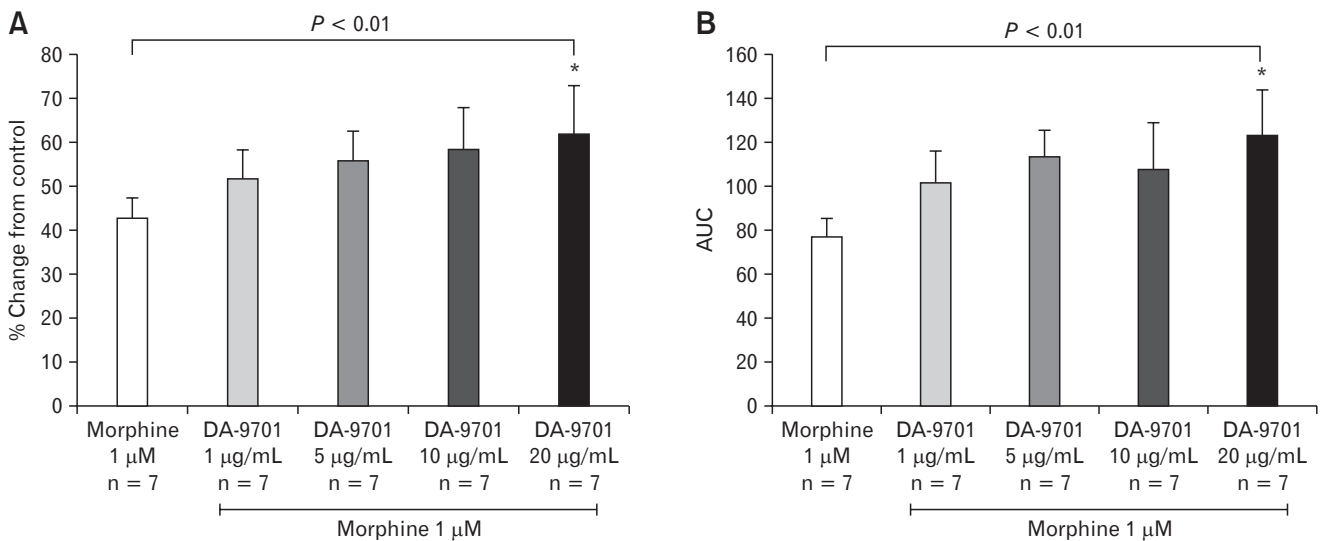 A
P < 0.01
*
% Change from control
80
70
60
50
40
30
20
10
0
Morphine
1 μM
n = 7
DA-9701
1 μg/mL
n = 7
DA-9701
5 μg/mL
n = 7
DA-9701
10 μg/mL
n = 7
DA-9701
20 μg/mL
n = 7
Morphine 1 μM
B
P < 0.01
*
AUC
160
140
120
100
80
60
40
20
0
Morphine
1 μM
n = 7
DA-9701
1 μg/mL
n = 7
DA-9701
5 μg/mL
n = 7
DA-9701
10 μg/mL
n = 7
DA-9701
20 μg/mL
n = 7
Morphine 1 μM